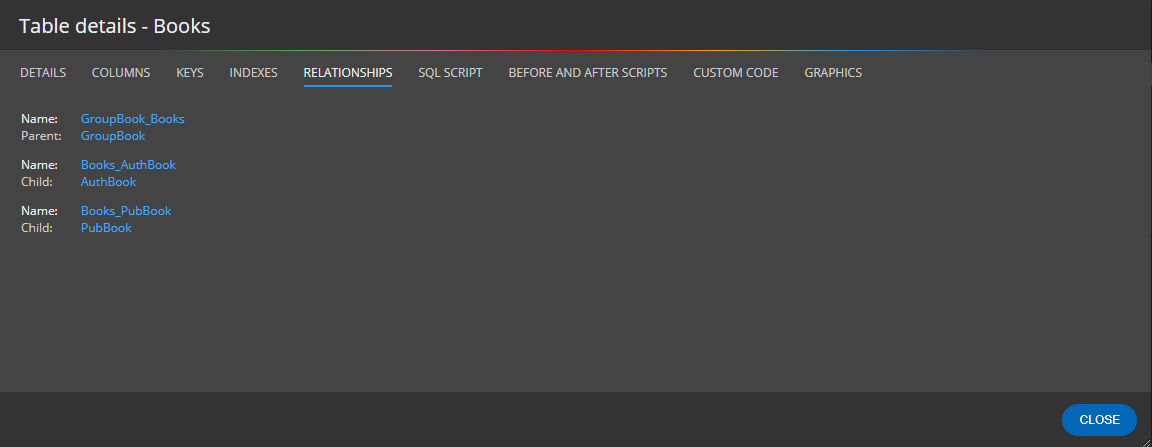 Table details - Books
DETAILS COLUMNS KEYS INDEXES RELATIONSHIPS SQL SCRIPT BEFORE AND AFTER SCRIPTS CUSTOM CODE GRAPHICS
Name: GroupBook_Books
Parent: GroupBook
Name: Books_AuthBook
Child: AuthBook
Name: Books_PubBook
Child: PubBook
CLOSE